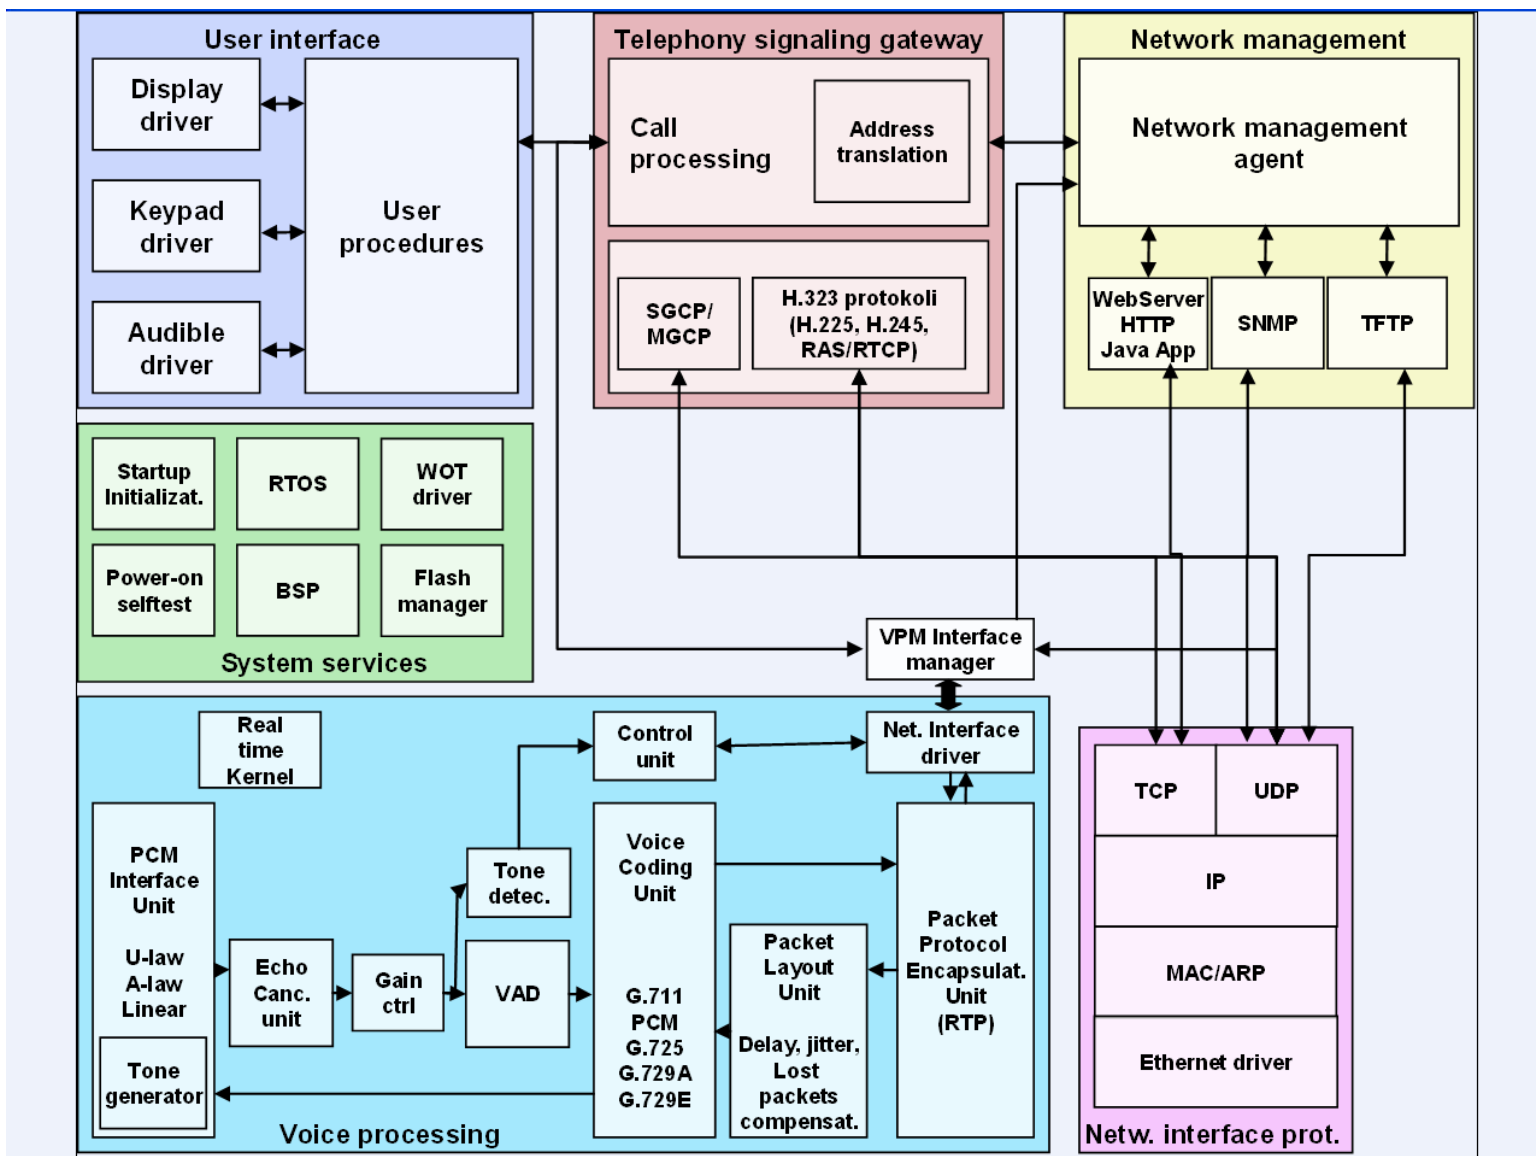 User interface
Display
driver
Keypad
driver
Audible
driver
User
procedures
Telephony signaling gateway
Call
processing
Address
translation
SGCP/
MGCP
H.323 protokoli
(H.225, H.245,
RAS/RTCP)
Network management
Network management
agent
WebServer
HTTP
Java App
SNMP
TFTP
Startup
Initializat.
RTOS
WOT
driver
Power-on
selftest
BSP
Flash
manager
System services
VPM Interface
manager
Real
time
Kernel
Control
unit
Net. Interface
driver
PCM
Interface
Unit
U-law
A-law
Linear
Tone
generator
Echo
Canc.
unit
Gain
ctrl
Tone
detec.
VAD
Voice
Coding
Unit
G.711
PCM
G.725
G.729A
G.729E
Packet
Layout
Unit
Delay, jitter,
Lost
packets
compensat.
Packet
Protocol
Encapsulat.
Unit
(RTP)
Voice processing
TCP
UDP
IP
MAC/ARP
Ethernet driver
Netw. interface prot.